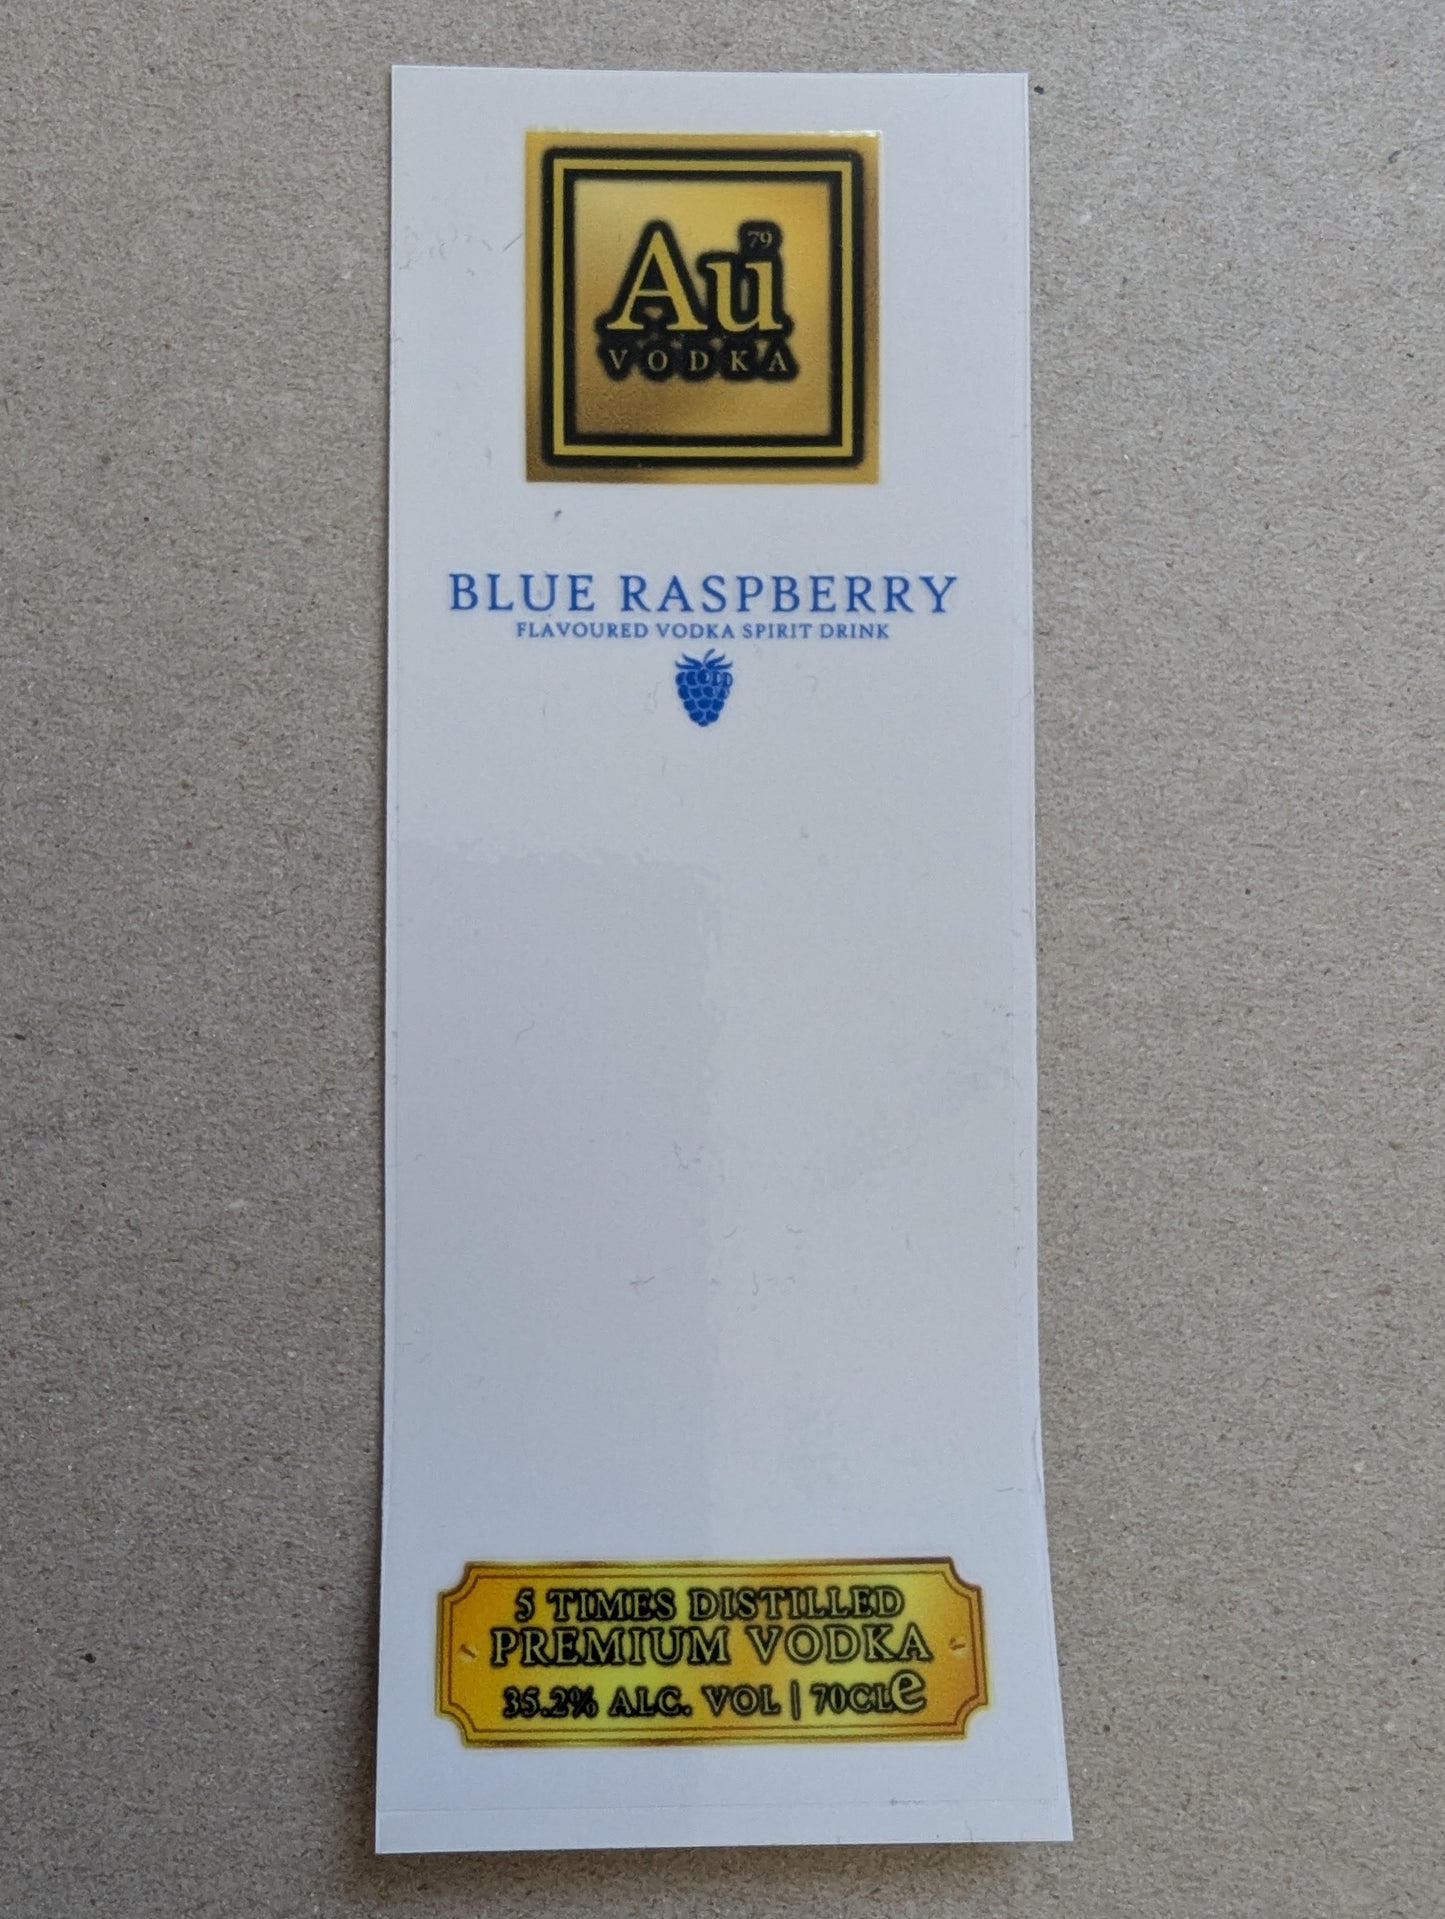 79
Au
VODKA
BLUE RASPBERRY
FLAVOURED VODKA SPIRIT DRINK
5 TIMES DISTILLED
PREMIUM VODKA
35.2% ALC. VOL | 70CLe